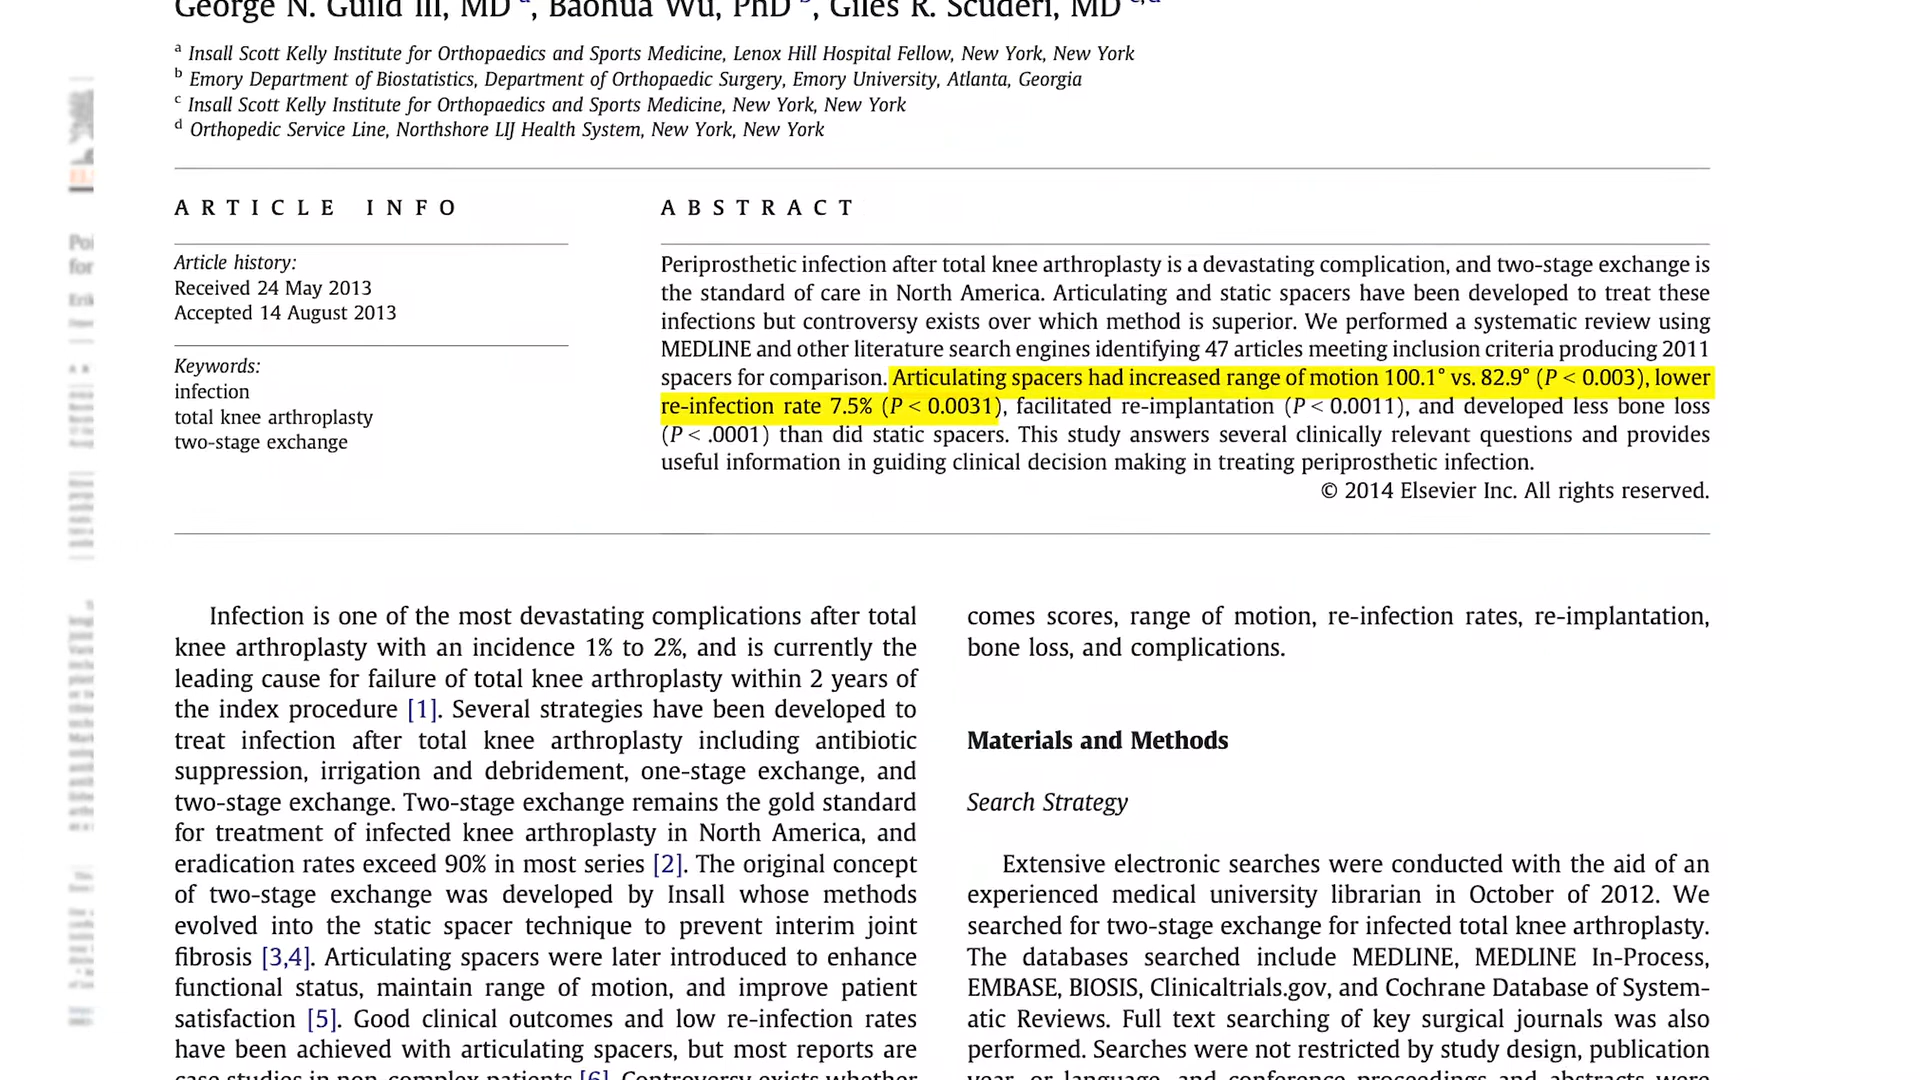 George N. Guild III, MD a, Baohua Wu, PhD b, Giles R. Scuderi, MD c,d
a Insall Scott Kelly Institute for Orthopaedics and Sports Medicine, Lenox Hill Hospital Fellow, New York, New York
b Emory Department of Biostatistics, Department of Orthopaedic Surgery, Emory University, Atlanta, Georgia
c Insall Scott Kelly Institute for Orthopaedics and Sports Medicine, New York, New York
d Orthopedic Service Line, Northshore LIJ Health System, New York, New York
ARTICLE INFO
Article history:
Received 24 May 2013
Accepted 14 August 2013
Keywords:
infection
total knee arthroplasty
two-stage exchange
ABSTRACT
Periprosthetic infection after total knee arthroplasty is a devastating complication, and two-stage exchange is
the standard of care in North America. Articulating and static spacers have been developed to treat these
infections but controversy exists over which method is superior. We performed a systematic review using
MEDLINE and other literature search engines identifying 47 articles meeting inclusion criteria producing 2011
spacers for comparison. Articulating spacers had increased range of motion 100.1° vs. 82.9° (P < 0.003), lower
re-infection rate 7.5% (P < 0.0031), facilitated re-implantation (P < 0.0011), and developed less bone loss
(P < .0001) than did static spacers. This study answers several clinically relevant questions and provides
useful information in guiding clinical decision making in treating periprosthetic infection.
© 2014 Elsevier Inc. All rights reserved.
Infection is one of the most devastating complications after total
knee arthroplasty with an incidence 1% to 2%, and is currently the
leading cause for failure of total knee arthroplasty within 2 years of
the index procedure [1]. Several strategies have been developed to
treat infection after total knee arthroplasty including antibiotic
suppression, irrigation and debridement, one-stage exchange, and
two-stage exchange. Two-stage exchange remains the gold standard
for treatment of infected knee arthroplasty in North America, and
eradication rates exceed 90% in most series [2]. The original concept
of two-stage exchange was developed by Insall whose methods
evolved into the static spacer technique to prevent interim joint
fibrosis [3,4]. Articulating spacers were later introduced to enhance
functional status, maintain range of motion, and improve patient
satisfaction [5]. Good clinical outcomes and low re-infection rates
have been achieved with articulating spacers, but most reports are
case studies in non-complex patients [6]. Controversy exists whether
comes scores, range of motion, re-infection rates, re-implantation,
bone loss, and complications.
Materials and Methods
Search Strategy
Extensive electronic searches were conducted with the aid of an
experienced medical university librarian in October of 2012. We
searched for two-stage exchange for infected total knee arthroplasty.
The databases searched include MEDLINE, MEDLINE In-Process,
EMBASE, BIOSIS, Clinicaltrials.gov, and Cochrane Database of System-
atic Reviews. Full text searching of key surgical journals was also
performed. Searches were not restricted by study design, publication
year, or language, and conference proceedings and abstracts were